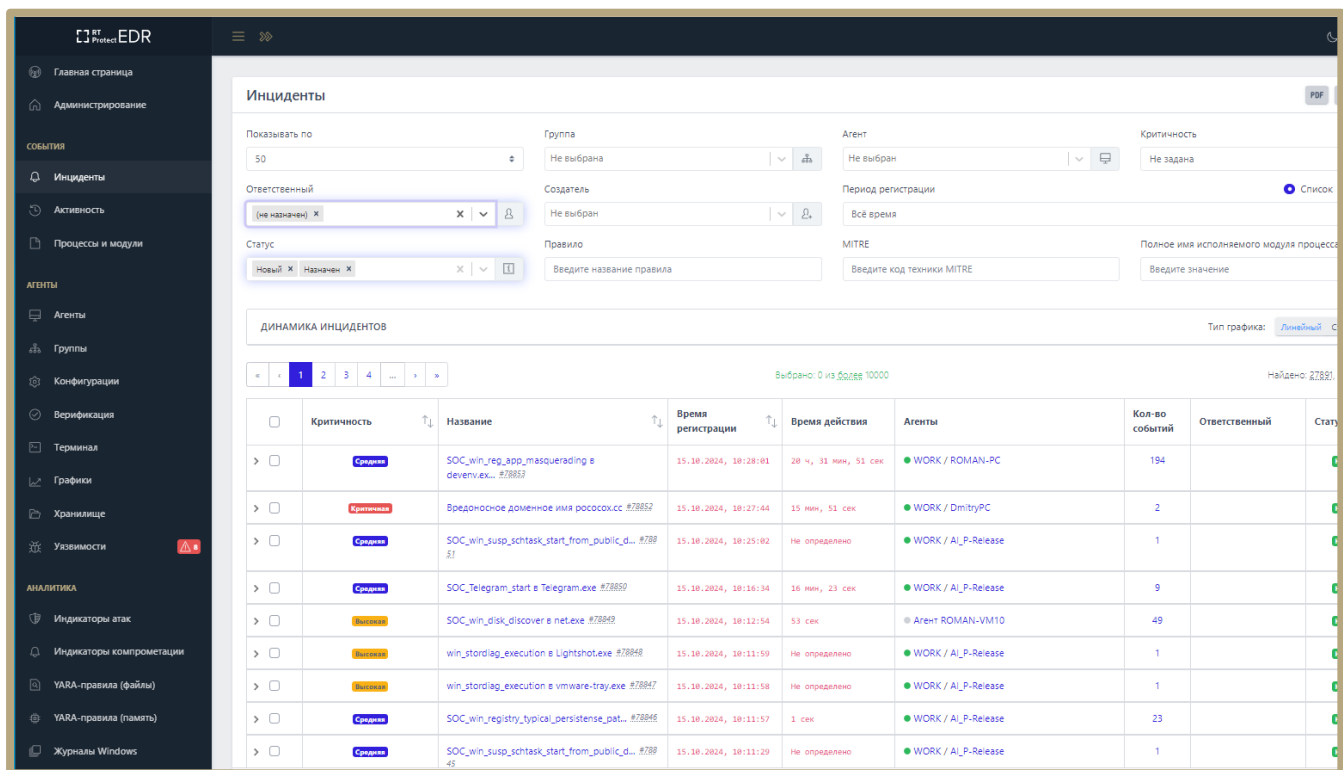 RT Protect EDR
Главная страница
Администрирование
СОБЫТИЯ
Инциденты
Активность
Процессы и модули
АГЕНТЫ
Агенты
Группы
Конфигурации
Верификация
Терминал
Графики
Хранилище
Уязвимости 8
АНАЛИТИКА
Индикаторы атак
Индикаторы компрометации
YARA-правила (файлы)
YARA-правила (память)
Журналы Windows
Инциденты PDF
Показывать по Группа Агент Критичность
50 Не выбрана Не выбран Не задана
Ответственный Создатель Период регистрации Список
(не назначен) × Не выбран Всё время
Статус Правило MITRE Полное имя исполняемого модуля процесса
Новый × Назначен × Введите название правила Введите код техники MITRE Введите значение
ДИНАМИКА ИНЦИДЕНТОВ Тип графика: Линейный С
« ‹ 1 2 3 4 ... › » Выбрано: 0 из более 10000 Найдено: 27891,
Критичность Название Время регистрации Время действия Агенты Кол-во событий Ответственный Стату
Средняя SOC_win_reg_app_masquerading в 15.10.2024, 10:28:01 20 ч, 31 мин, 51 сек WORK / ROMAN-PC 194
devenv.ex... #78853
Критичная Вредоносное доменное имя pococox.cc #78852 15.10.2024, 10:27:44 15 мин, 51 сек WORK / DmitryPC 2
Средняя SOC_win_susp_schtask_start_from_public_d... #788 15.10.2024, 10:25:02 Не определено WORK / AI_P-Release 1
51
Средняя SOC_Telegram_start в Telegram.exe #78850 15.10.2024, 10:16:34 16 мин, 23 сек WORK / AI_P-Release 9
Высокая SOC_win_disk_discover в net.exe #78849 15.10.2024, 10:12:54 53 сек Агент ROMAN-VM10 49
Высокая win_stordiag_execution в Lightshot.exe #78848 15.10.2024, 10:11:59 Не определено WORK / AI_P-Release 1
Высокая win_stordiag_execution в vmware-tray.exe #78847 15.10.2024, 10:11:58 Не определено WORK / AI_P-Release 1
Средняя SOC_win_registry_typical_persistense_pat... #78846 15.10.2024, 10:11:57 1 сек WORK / AI_P-Release 23
Средняя SOC_win_susp_schtask_start_from_public_d... #788 15.10.2024, 10:11:29 Не определено WORK / AI_P-Release 1
45